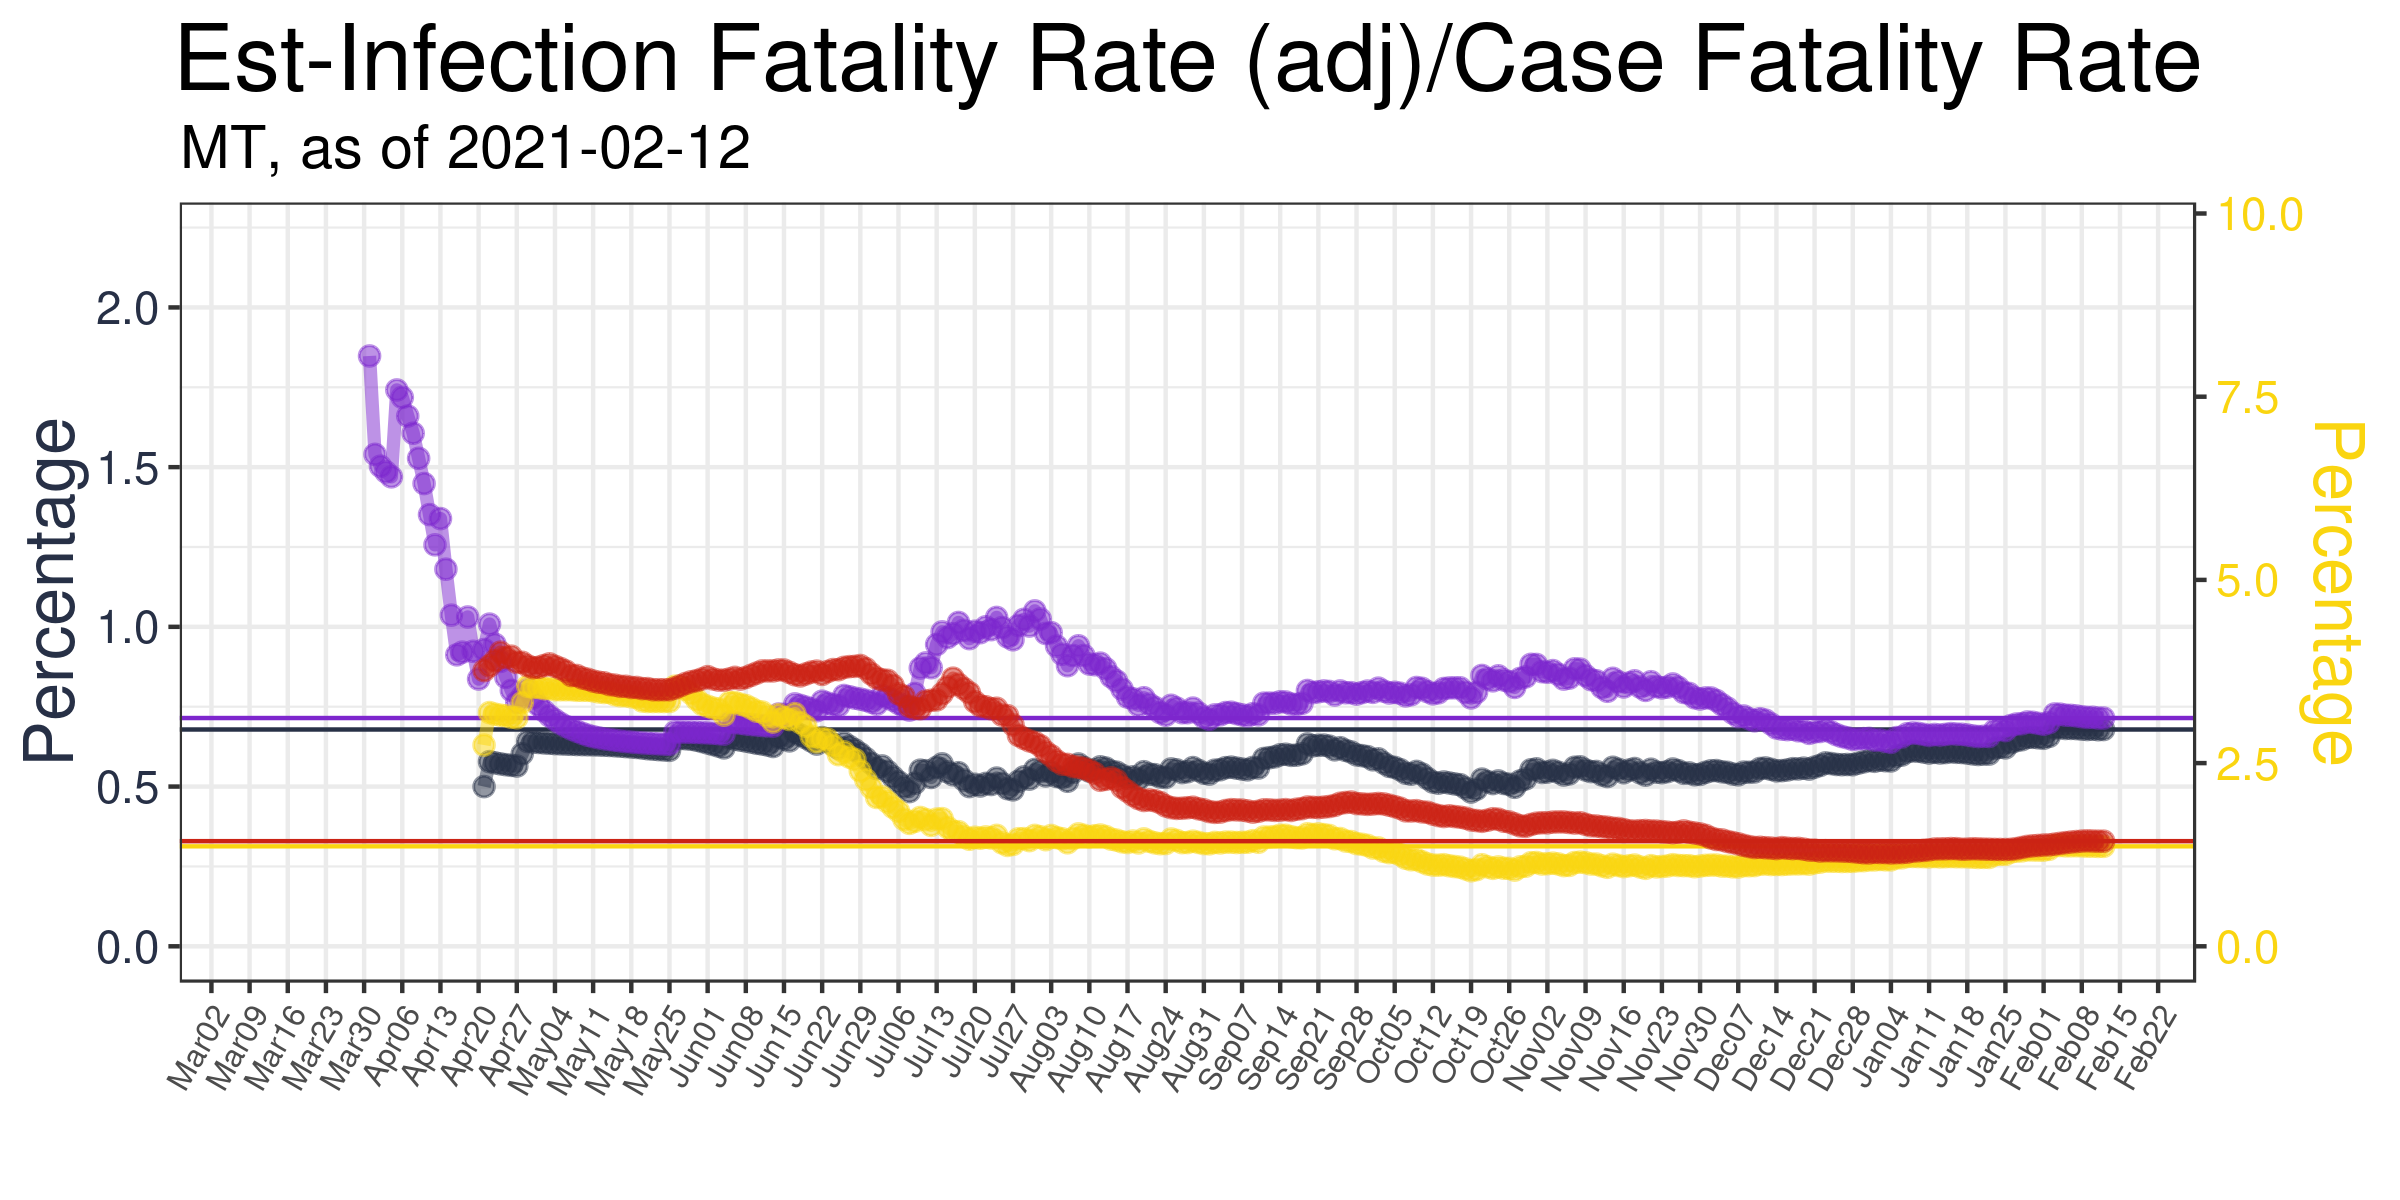 Est-Infection Fatality Rate (adj)/Case Fatality Rate
MT, as of 2021-02-12
Percentage
2.0
1.5
1.0
0.5
0.0
10.0
7.5
5.0
2.5
0.0
Percentage
Mar02
Mar09
Mar16
Mar23
Mar30
Apr06
Apr13
Apr20
Apr27
May04
May11
May18
May25
Jun01
Jun08
Jun15
Jun22
Jun29
Jul06
Jul13
Jul20
Jul27
Aug03
Aug10
Aug17
Aug24
Aug31
Sep07
Sep14
Sep21
Sep28
Oct05
Oct12
Oct19
Oct26
Nov02
Nov09
Nov16
Nov23
Nov30
Dec07
Dec14
Dec21
Dec28
Jan04
Jan11
Jan18
Jan25
Feb01
Feb08
Feb15
Feb22